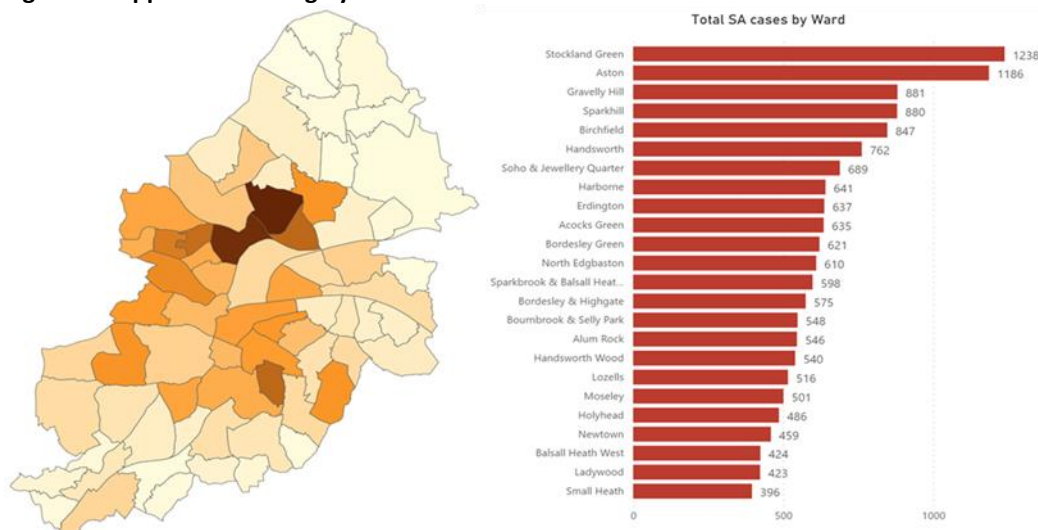 Total SA cases by Ward
Stockland Green 1238
Aston 1186
Gravelly Hill 881
Sparkhill 880
Birchfield 847
Handsworth 762
Soho & Jewellery Quarter 689
Harborne 641
Erdington 637
Acocks Green 635
Bordesley Green 621
North Edgbaston 610
Sparkbrook & Balsall Heat... 598
Bordesley & Highgate 575
Bournbrook & Selly Park 548
Alum Rock 546
Handsworth Wood 540
Lozells 516
Moseley 501
Holyhead 486
Newtown 459
Balsall Heath West 424
Ladywood 423
Small Heath 396
0 500 1000